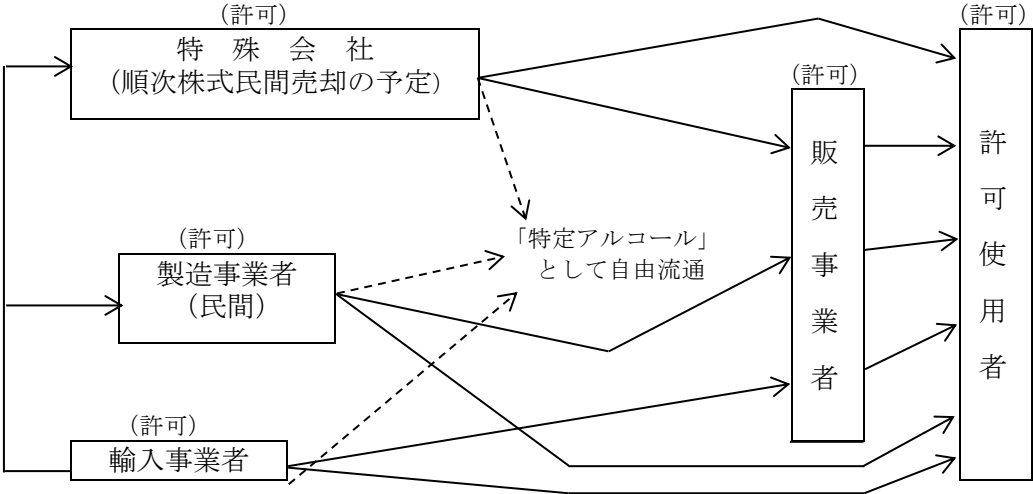 (許可)
特 殊 会 社
(順次株式民間売却の予定)
(許可)
製造事業者
(民間)
(許可)
輸入事業者
「特定アルコール」
として自由流通
(許可)
販売事業者
(許可)
許可使用者